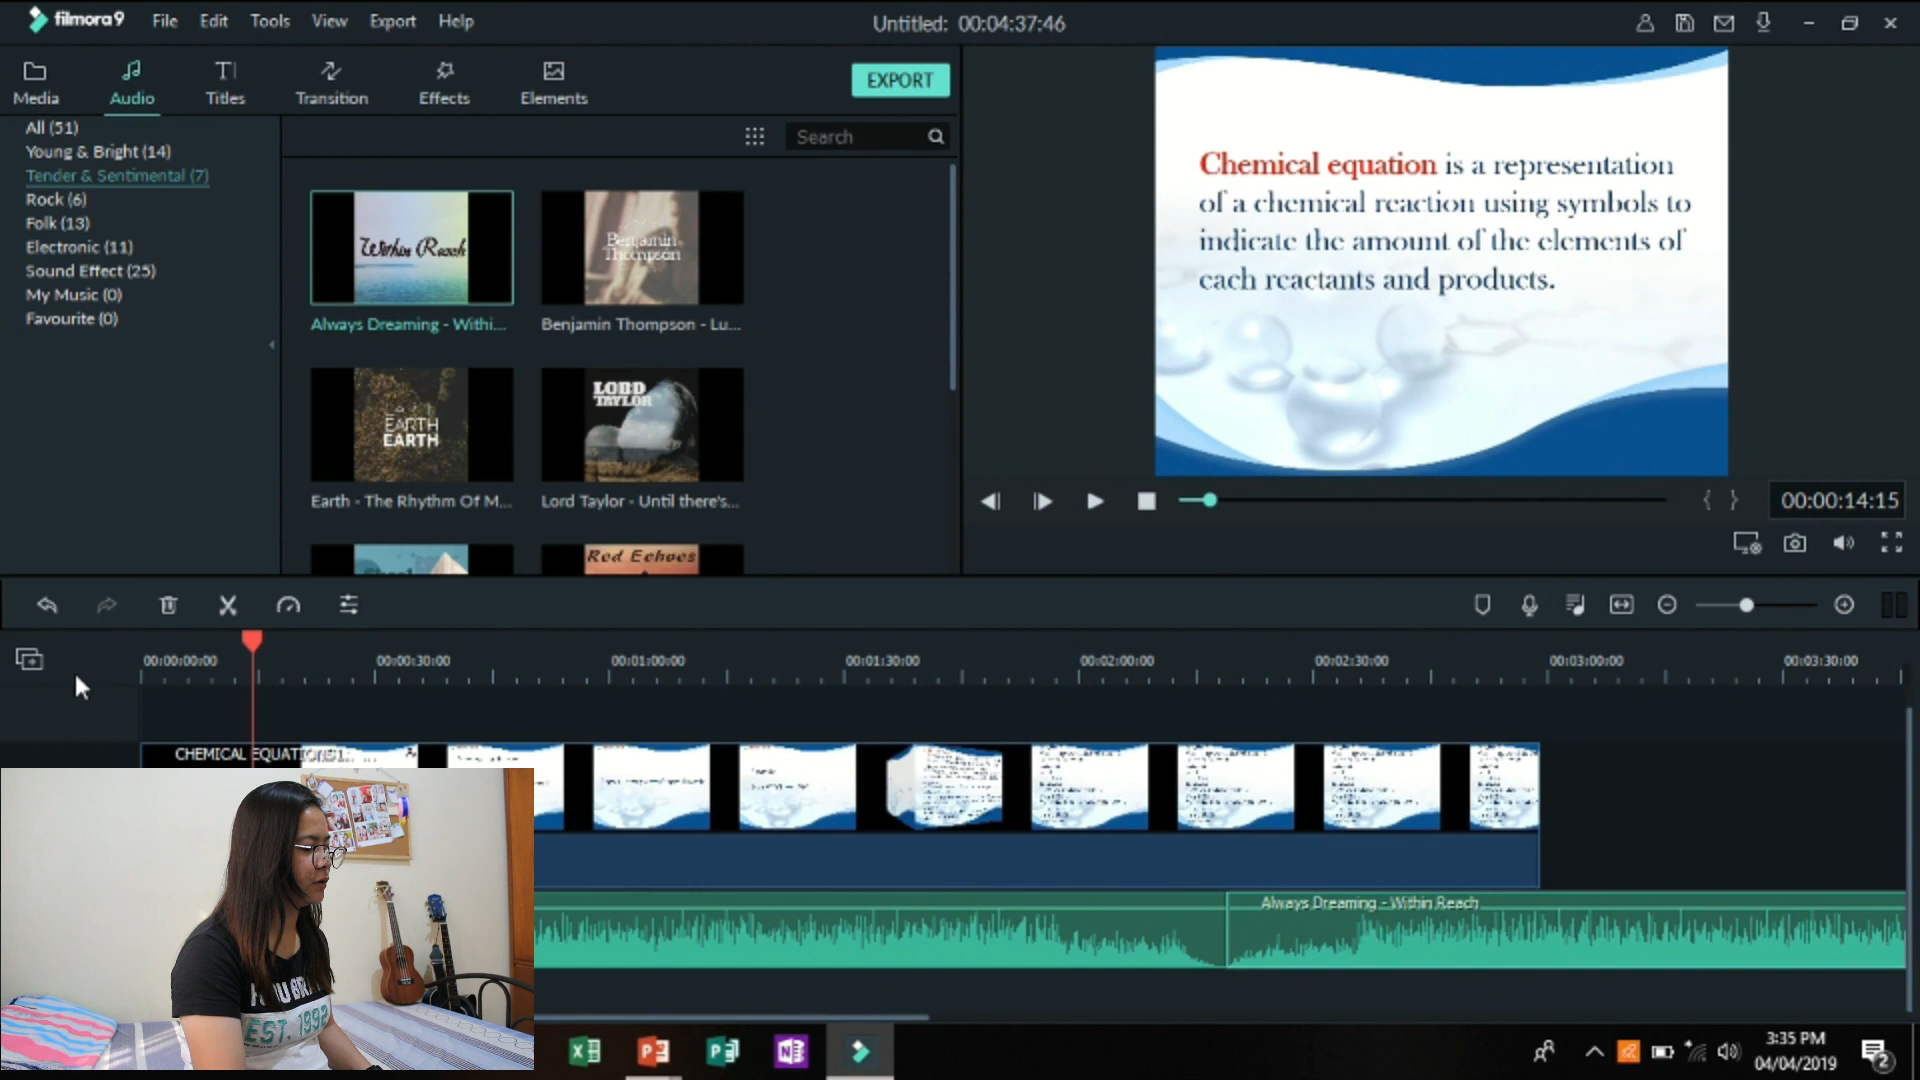 filmora9 File Edit Tools View Export Help
Untitled: 00:04:37:46
Media Audio Titles Transition Effects Elements
EXPORT
All (51)
Young & Bright (14)
Tender & Sentimental (7)
Rock (6)
Folk (13)
Electronic (11)
Sound Effect (25)
My Music (0)
Favourite (0)
Search
Within Reach
Always Dreaming - Withi...
Benjamin
Thompson
Benjamin Thompson - Lu...
EARTH
EARTH
Earth - The Rhythm Of M...
LORD
TAYLOR
Lord Taylor - Until there's...
Red Echoes
Chemical equation is a representation
of a chemical reaction using symbols to
indicate the amount of the elements of
each reactants and products.
00:00:14:15
00:00:00:00 00:00:30:00 00:01:00:00 00:01:30:00 00:02:00:00 00:02:30:00 00:03:00:00 00:03:30:00
CHEMICAL EQUATIONS
Always Dreaming - Within Reach
EST. 1992
3:35 PM
04/04/2019
2